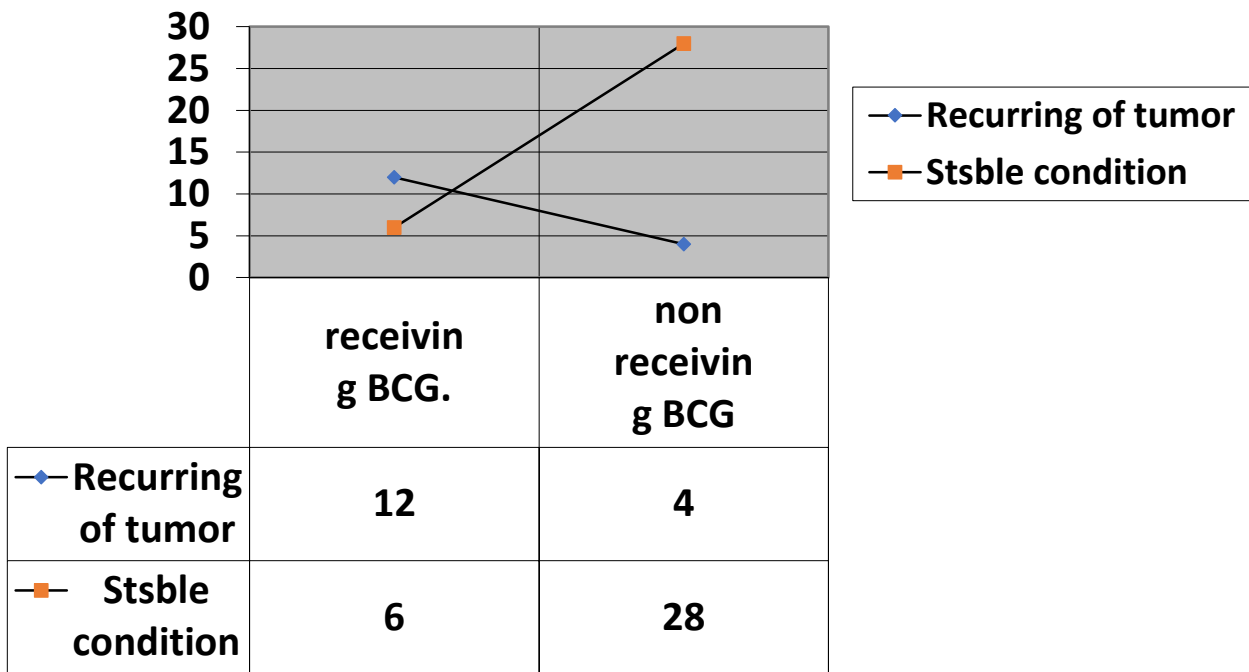 30
25
20
15
10
5
0
Recurring of tumor
Stsble condition
receivin
g BCG.
non
receivin
g BCG
Recurring
of tumor
12
4
Stsble
condition
6
28